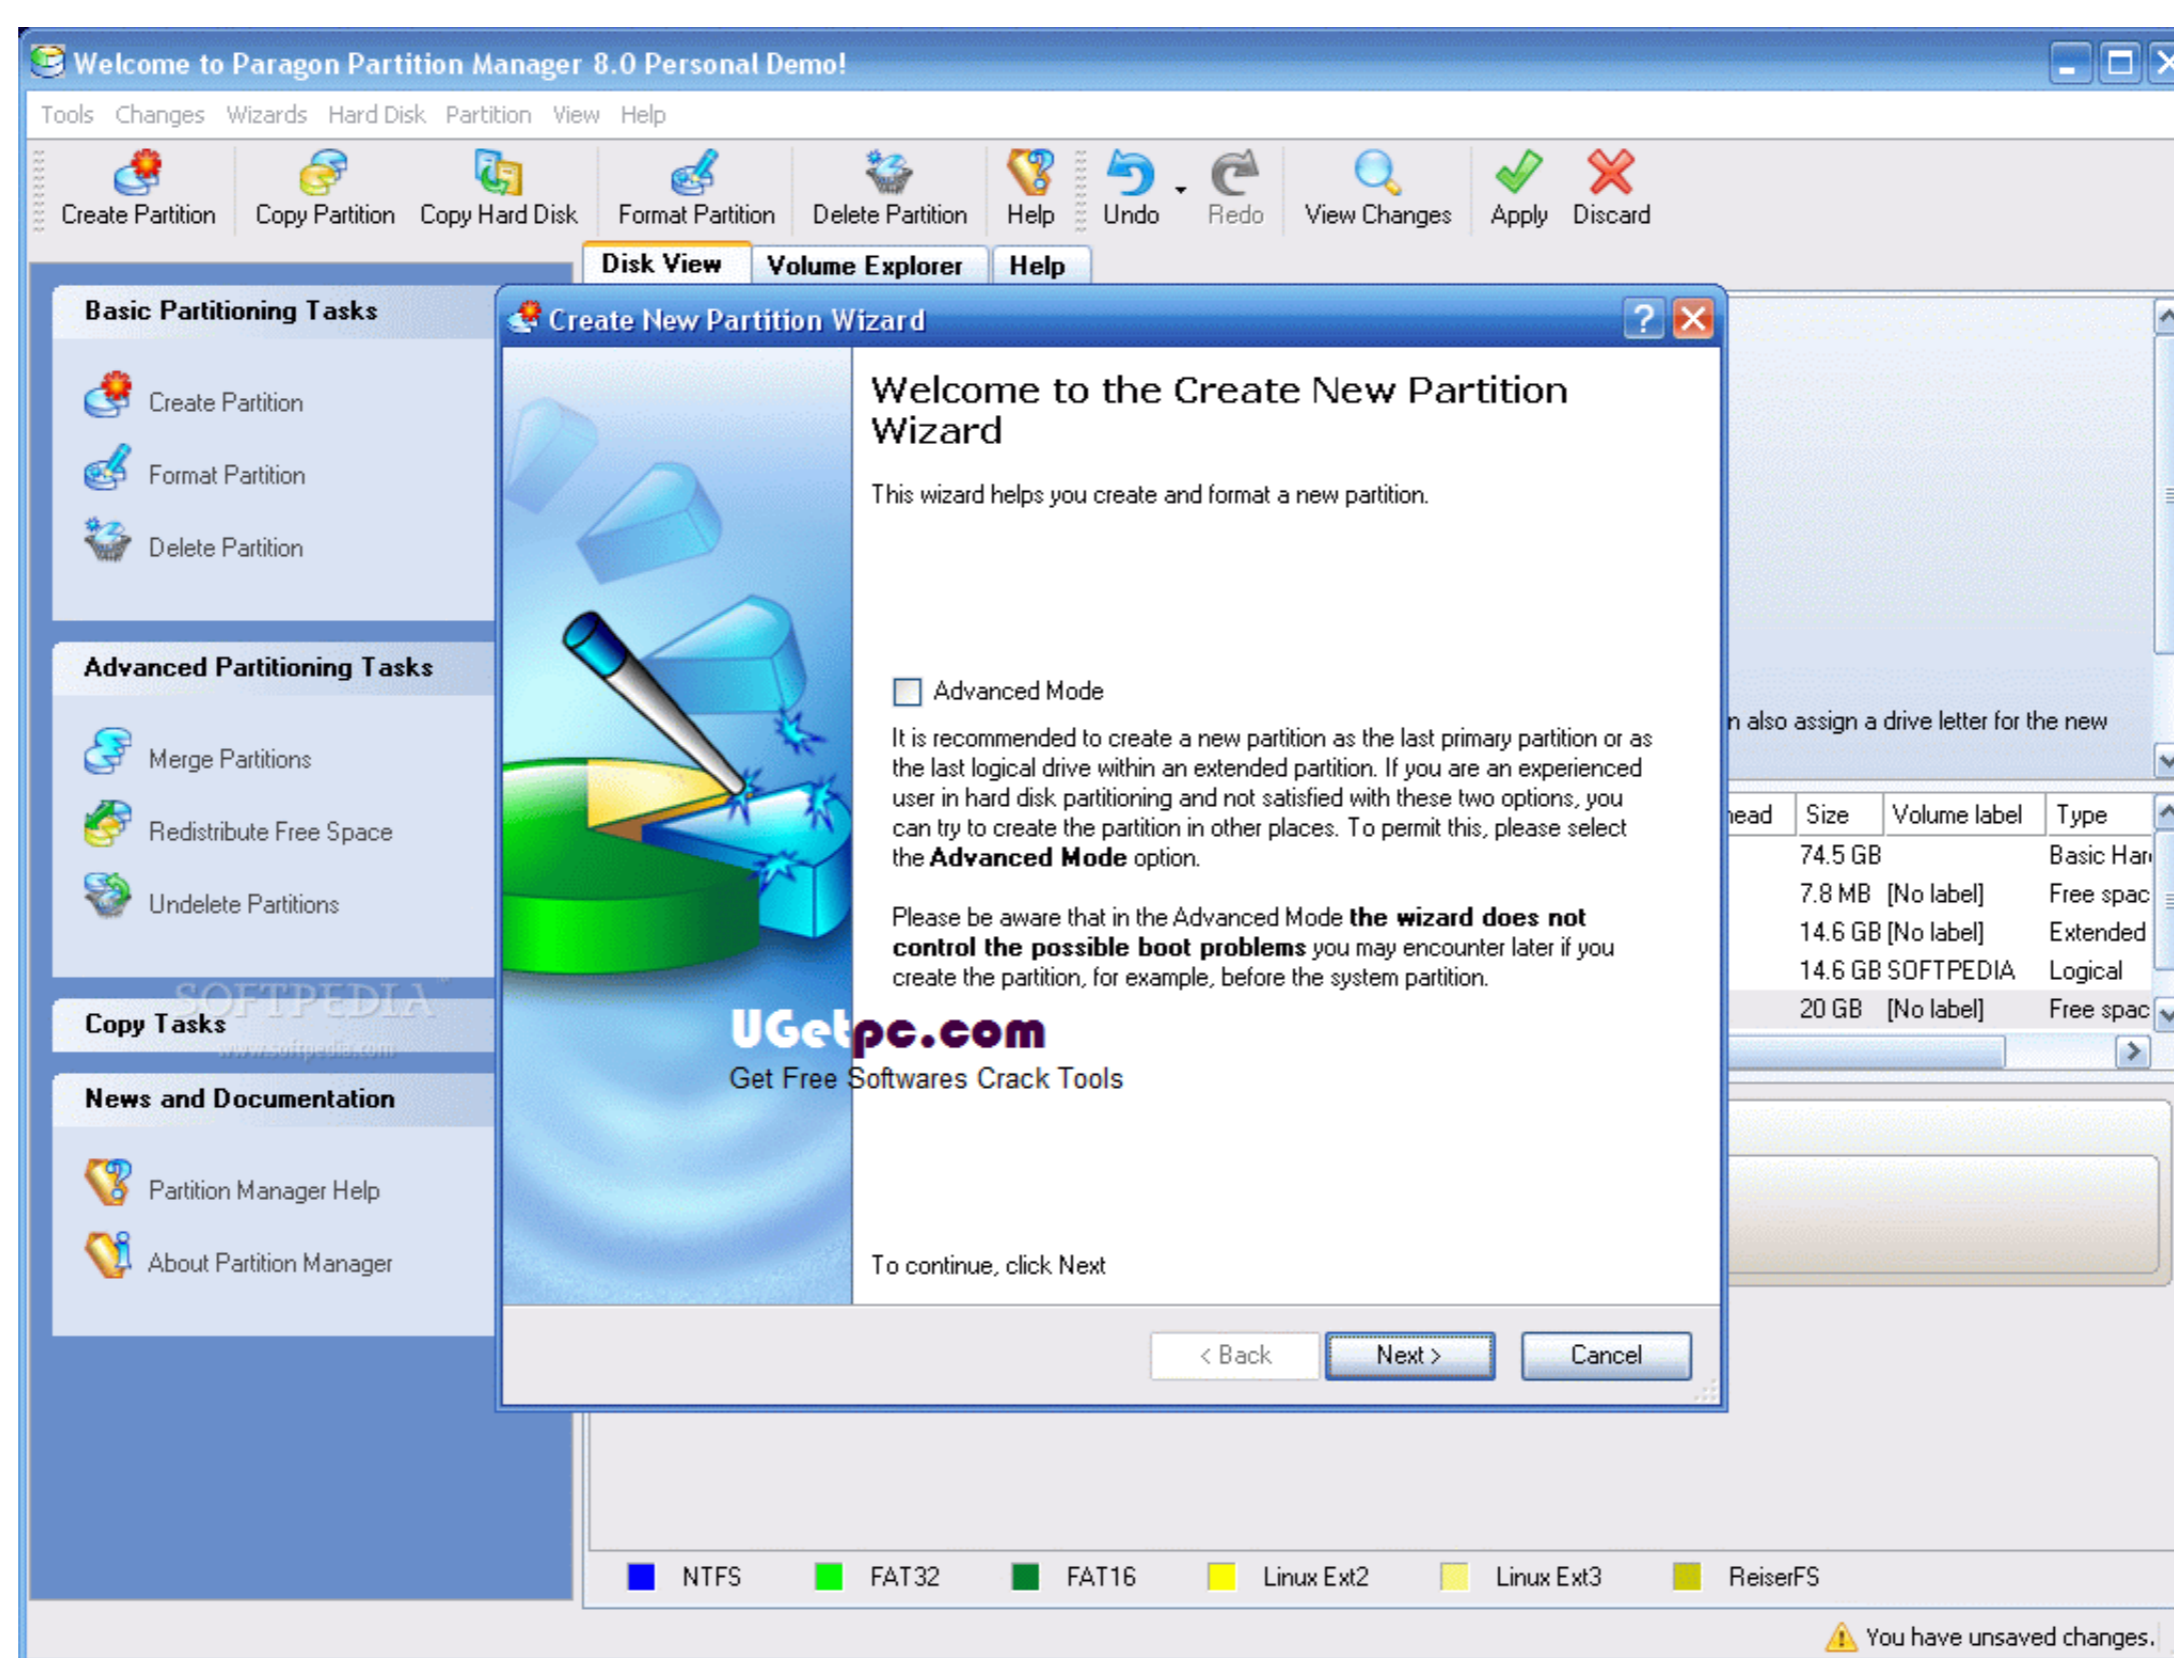 Welcome to Paragon Partition Manager 8.0 Personal Demo!
Tools Changes Wizards Hard Disk Partition View Help
Create Partition Copy Partition Copy Hard Disk Format Partition Delete Partition Help Undo Redo View Changes Apply Discard
Disk View Volume Explorer Help
Basic Partitioning Tasks
Create Partition
Format Partition
Delete Partition
Advanced Partitioning Tasks
Merge Partitions
Redistribute Free Space
Undelete Partitions
SOFTPEDIA
Copy Tasks
www.softpedia.com
News and Documentation
Partition Manager Help
About Partition Manager
Create New Partition Wizard
Welcome to the Create New Partition
Wizard
This wizard helps you create and format a new partition.
Advanced Mode
It is recommended to create a new partition as the last primary partition or as
the last logical drive within an extended partition. If you are an experienced
user in hard disk partitioning and not satisfied with these two options, you
can try to create the partition in other places. To permit this, please select
the Advanced Mode option.
Please be aware that in the Advanced Mode the wizard does not
control the possible boot problems you may encounter later if you
create the partition, for example, before the system partition.
UGetpc.com
Get Free Softwares Crack Tools
To continue, click Next
< Back Next > Cancel
also assign a drive letter for the new
Size Volume label Type
74.5 GB Basic
7.8 MB [No label] Free
14.6 GB [No label] Extended
14.6 GB SOFTPEDIA Logical
20 GB [No label] Free
NTFS FAT32 FAT16 Linux Ext2 Linux Ext3 ReiserFS
You have unsaved changes.